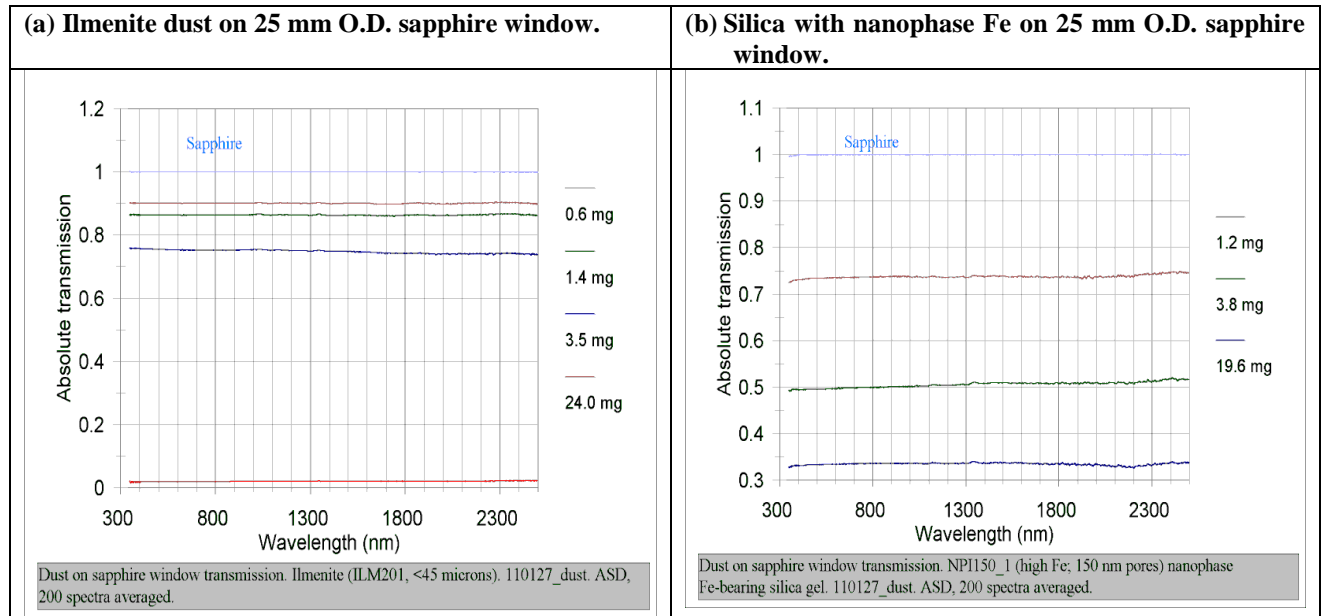 (a) Ilmenite dust on 25 mm O.D. sapphire window.
1.2
1
0.8
0.6
0.4
0.2
0
Absolute transmission
Sapphire
300
800
1300
1800
2300
Wavelength (nm)
0.6 mg
1.4 mg
3.5 mg
24.0 mg
Dust on sapphire window transmission. Ilmenite (ILM201, <45 microns). 110127_dust. ASD,
200 spectra averaged.
(b) Silica with nanophase Fe on 25 mm O.D. sapphire
window.
1.1
1
0.9
0.8
0.7
0.6
0.5
0.4
0.3
Absolute transmission
Sapphire
300
800
1300
1800
2300
Wavelength (nm)
1.2 mg
3.8 mg
19.6 mg
Dust on sapphire window transmission. NPI150_1 (high Fe; 150 nm pores) nanophase
Fe-bearing silica gel. 110127_dust. ASD, 200 spectra averaged.